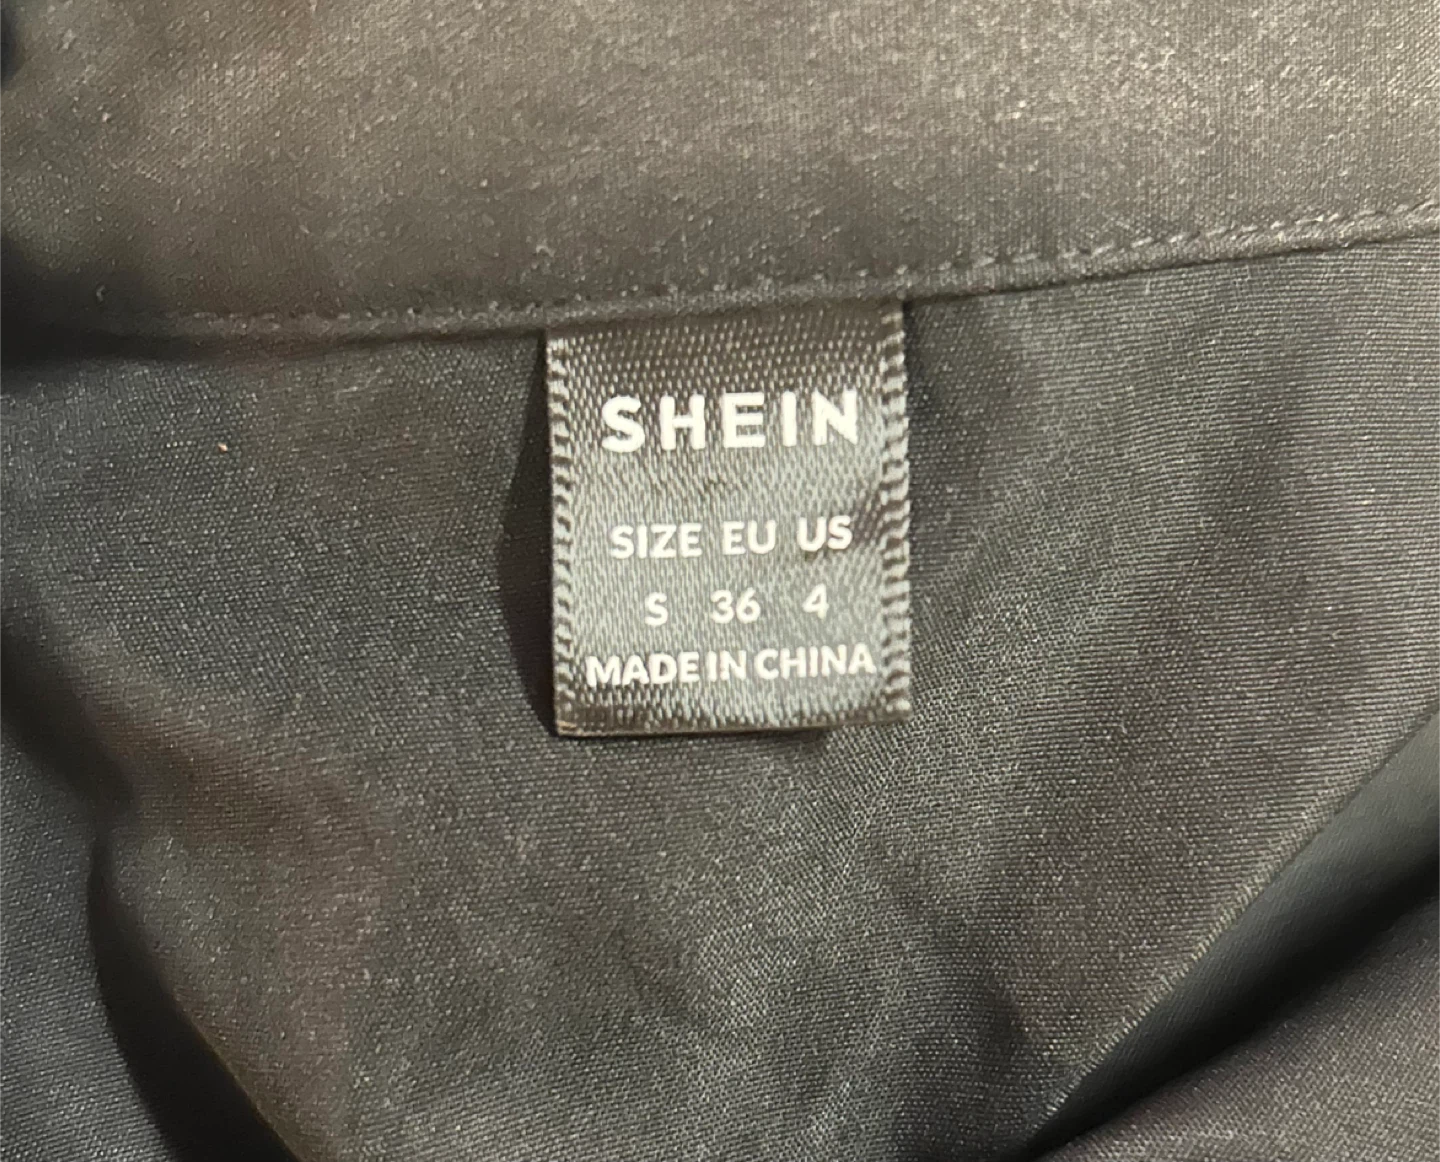 SHEIN
SIZE EU US
S 36 4
MADE IN CHINA